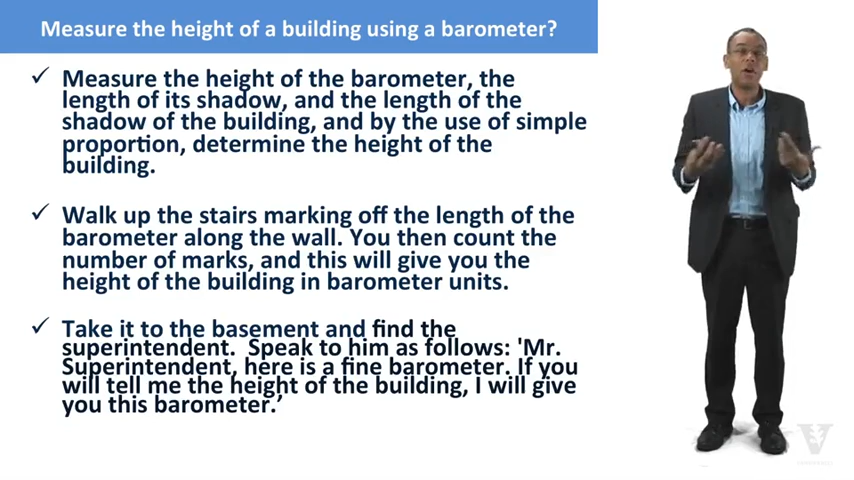 Measure the height of a building using a barometer?
✓ Measure the height of the barometer, the
length of its shadow, and the length of the
shadow of the building, and by the use of simple
proportion, determine the height of the
building.
✓ Walk up the stairs marking off the length of the
barometer along the wall. You then count the
number of marks, and this will give you the
height of the building in barometer units.
✓ Take it to the basement and find the
superintendent.  Speak to him as follows: 'Mr.
Superintendent, here is a fine barometer. If you
will tell me the height of the building, I will give
you this barometer.’